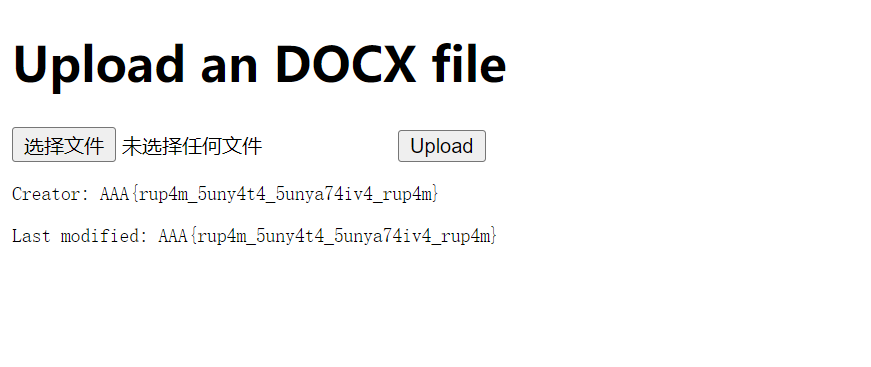 Upload an DOCX file
选择文件 未选择任何文件 Upload
Creator: AAA{rup4m_5uny4t4_5unya74iv4_rup4m}
Last modified: AAA{rup4m_5uny4t4_5unya74iv4_rup4m}